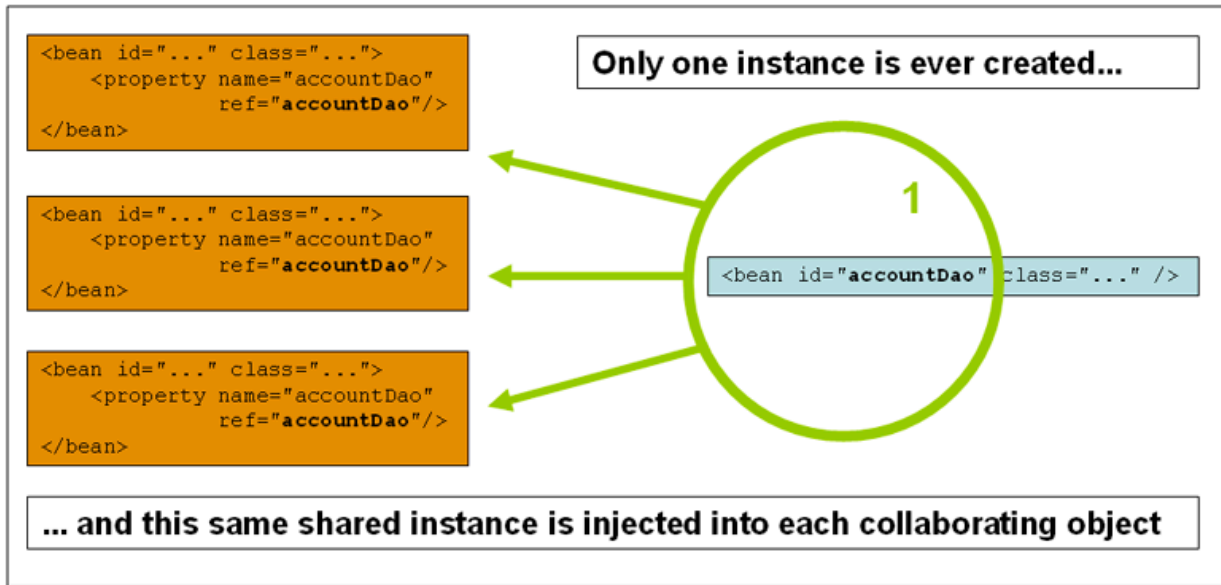 <bean id="..." class="...">
    <property name="accountDao"
              ref="accountDao"/>
</bean>
Only one instance is ever created...
1
<bean id="..." class="...">
    <property name="accountDao"
              ref="accountDao"/>
</bean>
<bean id="accountDao" class="..." />
<bean id="..." class="...">
    <property name="accountDao"
              ref="accountDao"/>
</bean>
... and this same shared instance is injected into each collaborating object